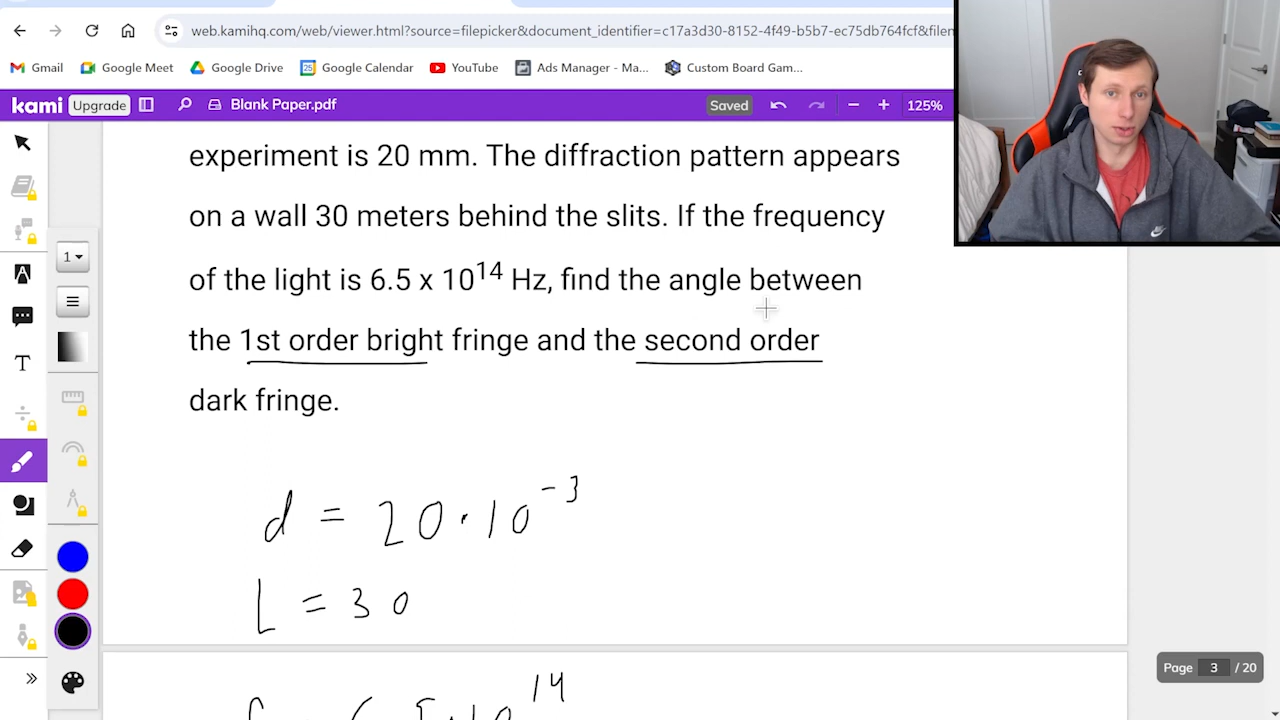 web.kamihq.com/web/viewer.html?source=filepicker&document_identifier=c17a3d30-8152-4f49-b5b7-ec75db764fcf&filen
Gmail Google Meet Google Drive 25 Google Calendar YouTube Ads Manager - Ma... Custom Board Gam...
kami Upgrade Blank Paper.pdf Saved 125%
experiment is 20 mm. The diffraction pattern appears
on a wall 30 meters behind the slits. If the frequency
of the light is 6.5 x 10¹⁴ Hz, find the angle between
the 1st order bright fringe and the second order
dark fringe.
1
T
d = 20 · 10⁻³
L = 30
Page 3 / 20